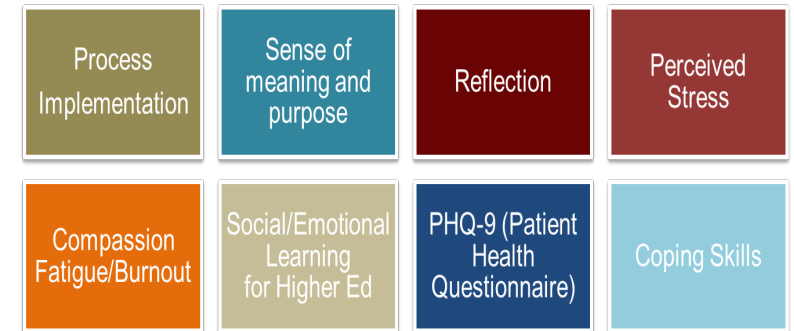 Process
Implementation
Sense of
meaning and
purpose
Reflection
Perceived
Stress
Compassion
Fatigue/Burnout
Social/Emotional
Learning
for Higher Ed
PHQ-9 (Patient
Health
Questionnaire)
Coping Skills